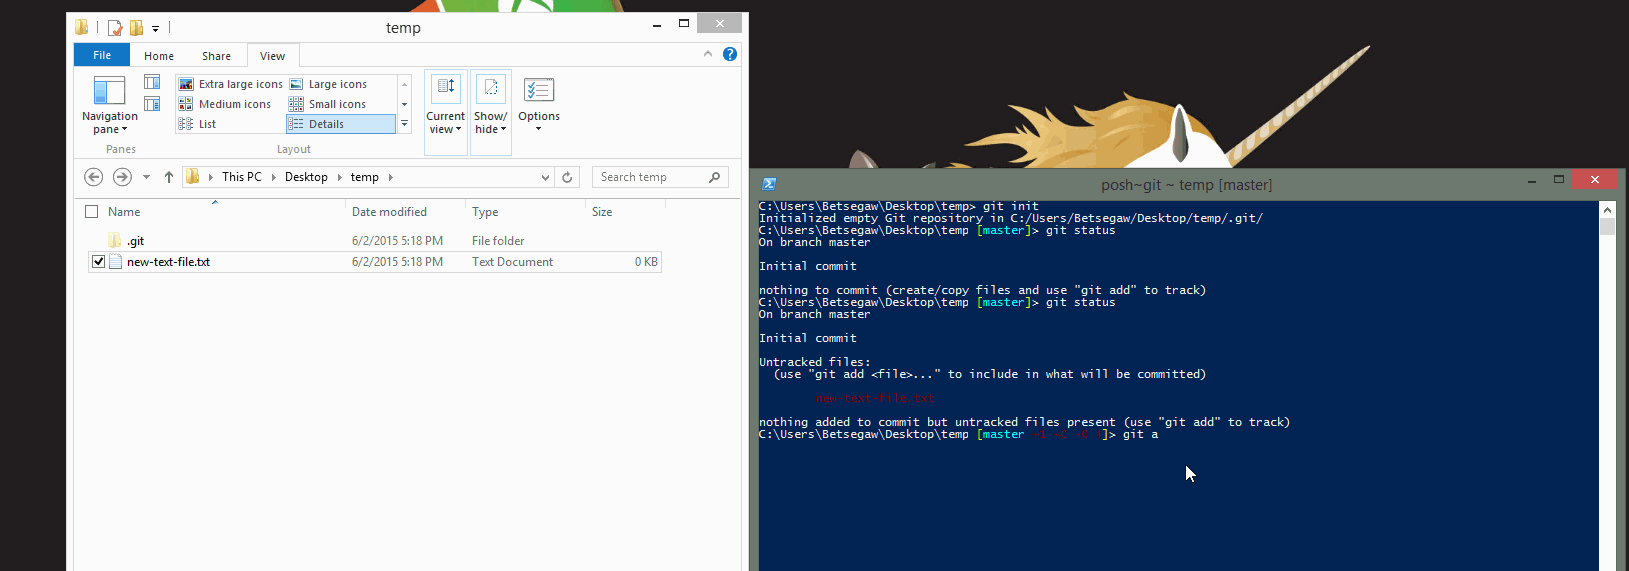 temp
File
Home
Share
View
Navigation pane
Extra large icons
Large icons
Medium icons
Small icons
List
Details
Current view
Show/ hide
Options
Panes
Layout
This PC
Desktop
temp
Search temp
Name
Date modified
Type
Size
.git
6/2/2015 5:18 PM
File folder
new-text-file.txt
6/2/2015 5:18 PM
Text Document
0 KB
posh~git ~ temp [master]
C:\Users\Betsegaw\Desktop\temp> git init
Initialized empty Git repository in C:/Users/Betsegaw/Desktop/temp/.git/
C:\Users\Betsegaw\Desktop\temp [master]> git status
On branch master
Initial commit
nothing to commit (create/copy files and use "git add" to track)
C:\Users\Betsegaw\Desktop\temp [master]> git status
On branch master
Initial commit
Untracked files:
(use "git add <file>..." to include in what will be committed)
new-text-file.txt
nothing added to commit but untracked files present (use "git add" to track)
C:\Users\Betsegaw\Desktop\temp [master +1 ~0 -0 !]> git a